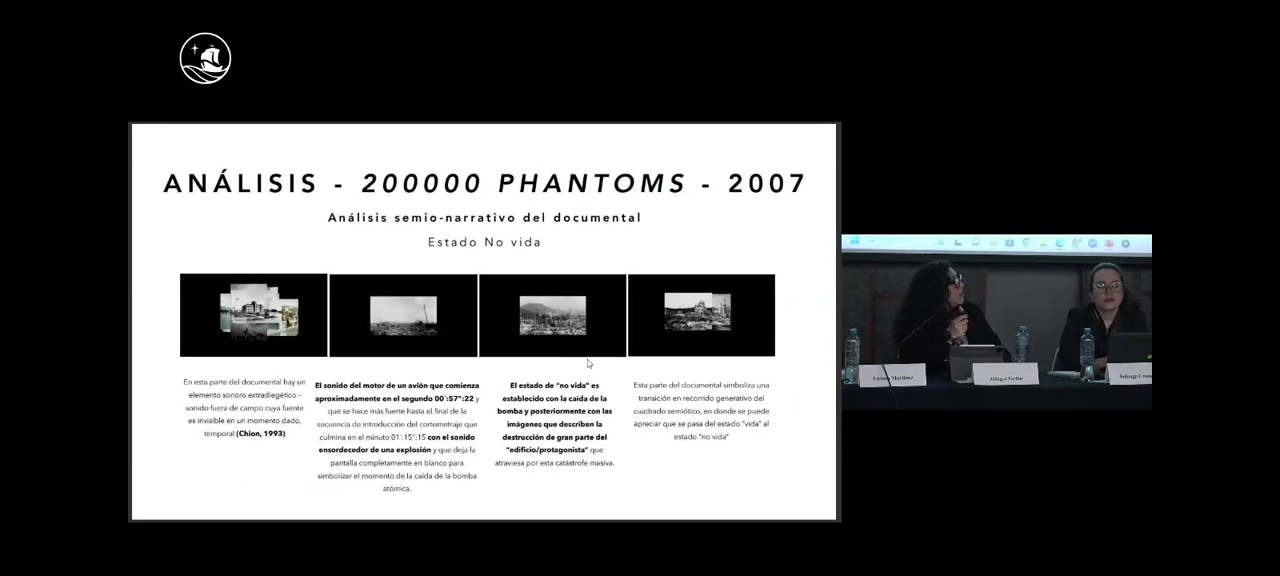 ANÁLISIS - 200000 PHANTOMS - 2007
Análisis semio-narrativo del documental
Estado No vida
En esta parte del documental hay un
elemento sonoro extradiegético -
sonido fuera de campo cuya fuente
es invisible en un momento dado,
temporal (Chion, 1993)
El sonido del motor de un avión que comienza
aproximadamente en el segundo 00':57":22 y
que se hace más fuerte hasta el final de la
secuencia de introducción del cortometraje que
culmina en el minuto 01':15":15 con el sonido
ensordecedor de una explosión y que deja la
pantalla completamente en blanco para
simbolizar el momento de la caída de la bomba
atómica.
El estado de "no vida" es
establecido con la caída de la
bomba y posteriormente con las
imágenes que describen la
destrucción de gran parte del
"edificio/protagonista" que
atraviesa por esta catástrofe masiva.
Esta parte del documental simboliza una
transición en recorrido generativo del
cuadrado semiótico, en donde se puede
apreciar que se pasa del estado "vida" al
estado "no vida"
Martínez